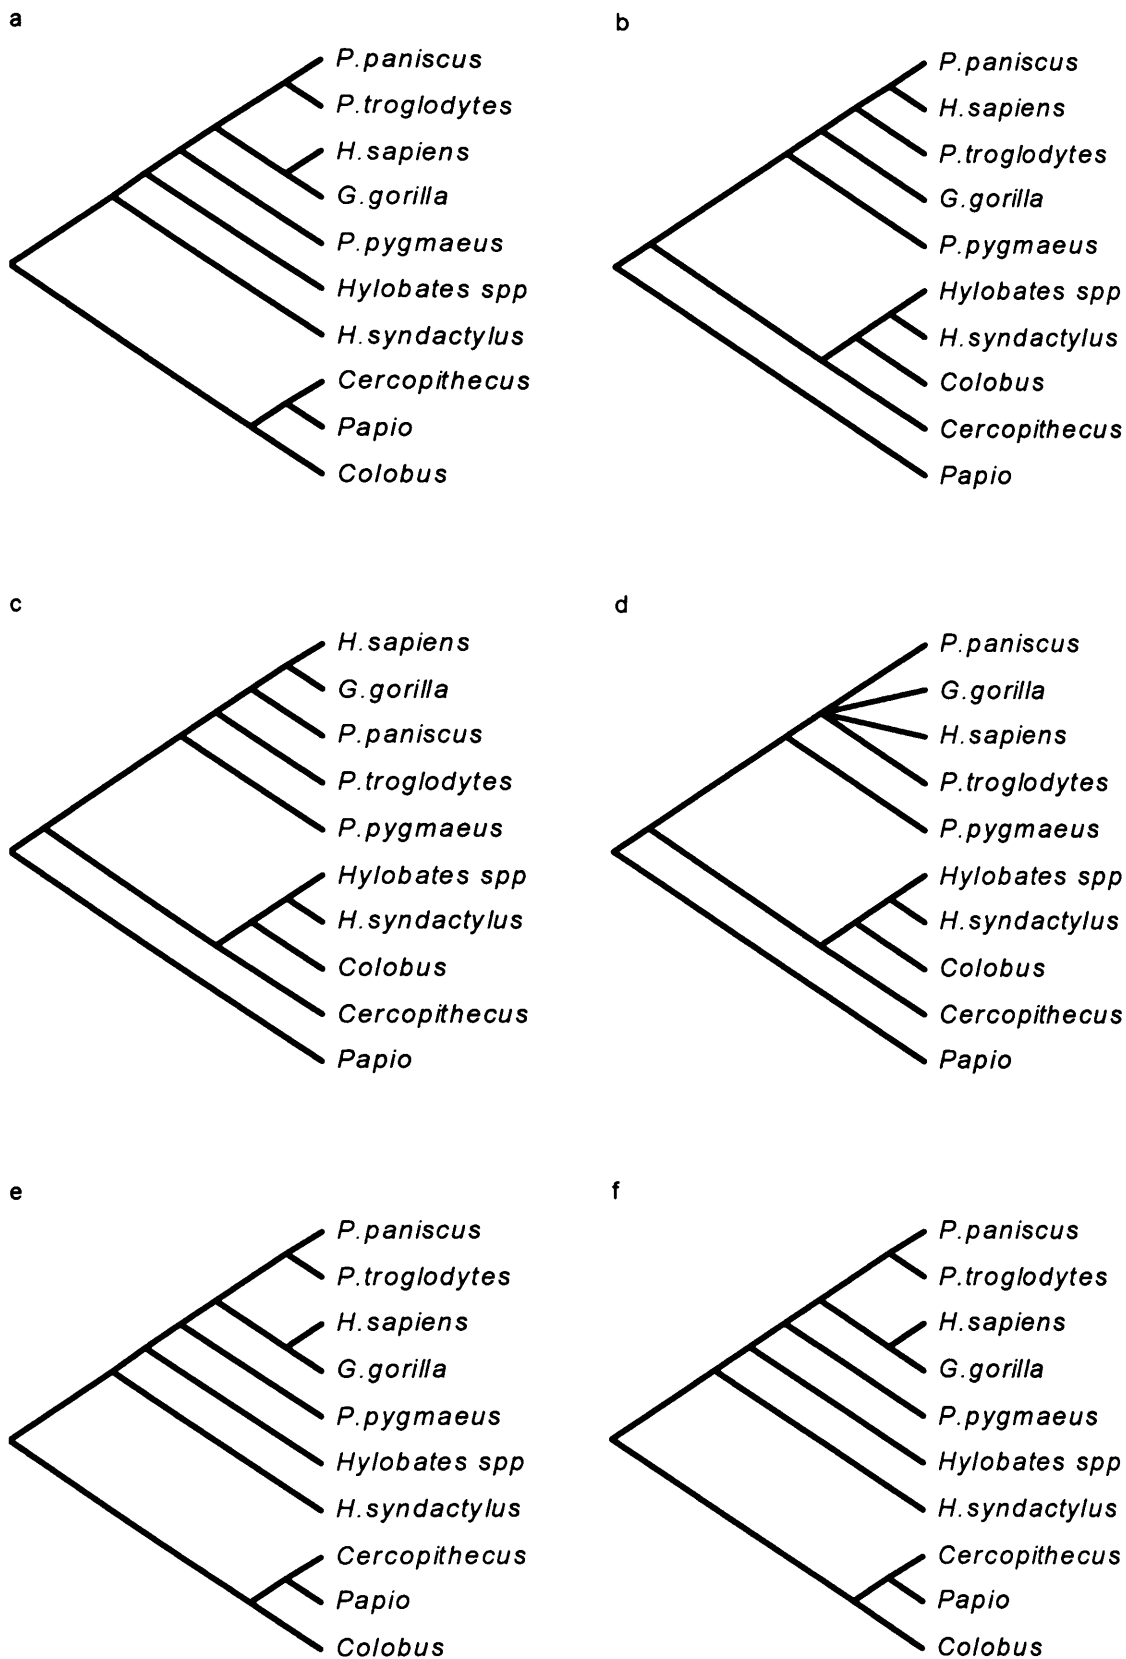 a
P.paniscus
P.troglodytes
H.sapiens
G.gorilla
P.pygmaeus
Hylobates spp
H.syndactylus
Cercopithecus
Papio
Colobus
b
P.paniscus
H.sapiens
P.troglodytes
G.gorilla
P.pygmaeus
Hylobates spp
H.syndactylus
Colobus
Cercopithecus
Papio
c
H.sapiens
G.gorilla
P.paniscus
P.troglodytes
P.pygmaeus
Hylobates spp
H.syndactylus
Colobus
Cercopithecus
Papio
d
P.paniscus
G.gorilla
H.sapiens
P.troglodytes
P.pygmaeus
Hylobates spp
H.syndactylus
Colobus
Cercopithecus
Papio
e
P.paniscus
P.troglodytes
H.sapiens
G.gorilla
P.pygmaeus
Hylobates spp
H.syndactylus
Cercopithecus
Papio
Colobus
f
P.paniscus
P.troglodytes
H.sapiens
G.gorilla
P.pygmaeus
Hylobates spp
H.syndactylus
Cercopithecus
Papio
Colobus